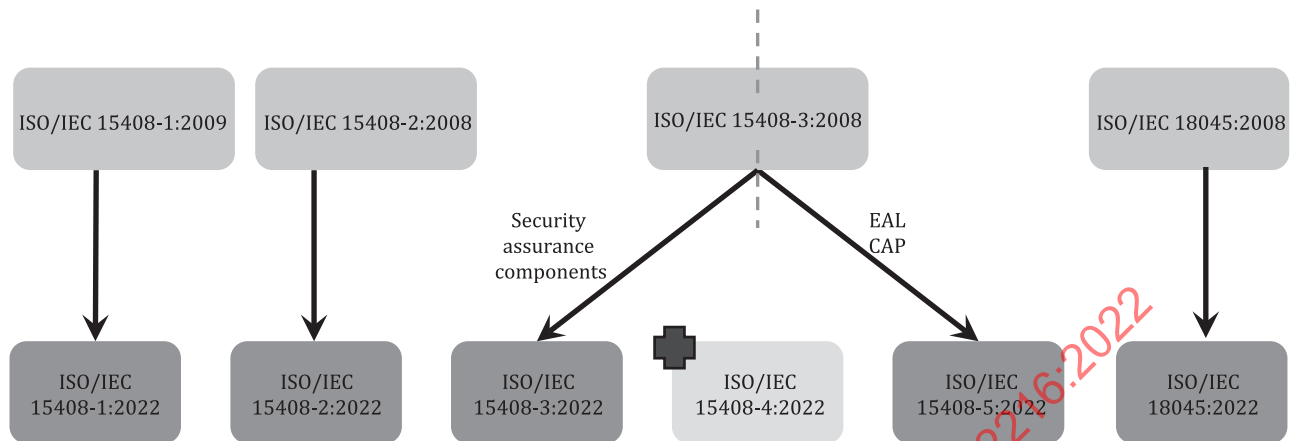 ISO/IEC 15408-1:2009
ISO/IEC 15408-2:2008
ISO/IEC 15408-3:2008
ISO/IEC 18045:2008
Security
assurance
components
EAL
CAP
ISO/IEC
15408-1:2022
ISO/IEC
15408-2:2022
ISO/IEC
15408-3:2022
ISO/IEC
15408-4:2022
ISO/IEC
15408-5:2022
ISO/IEC
18045:2022
2216:2022